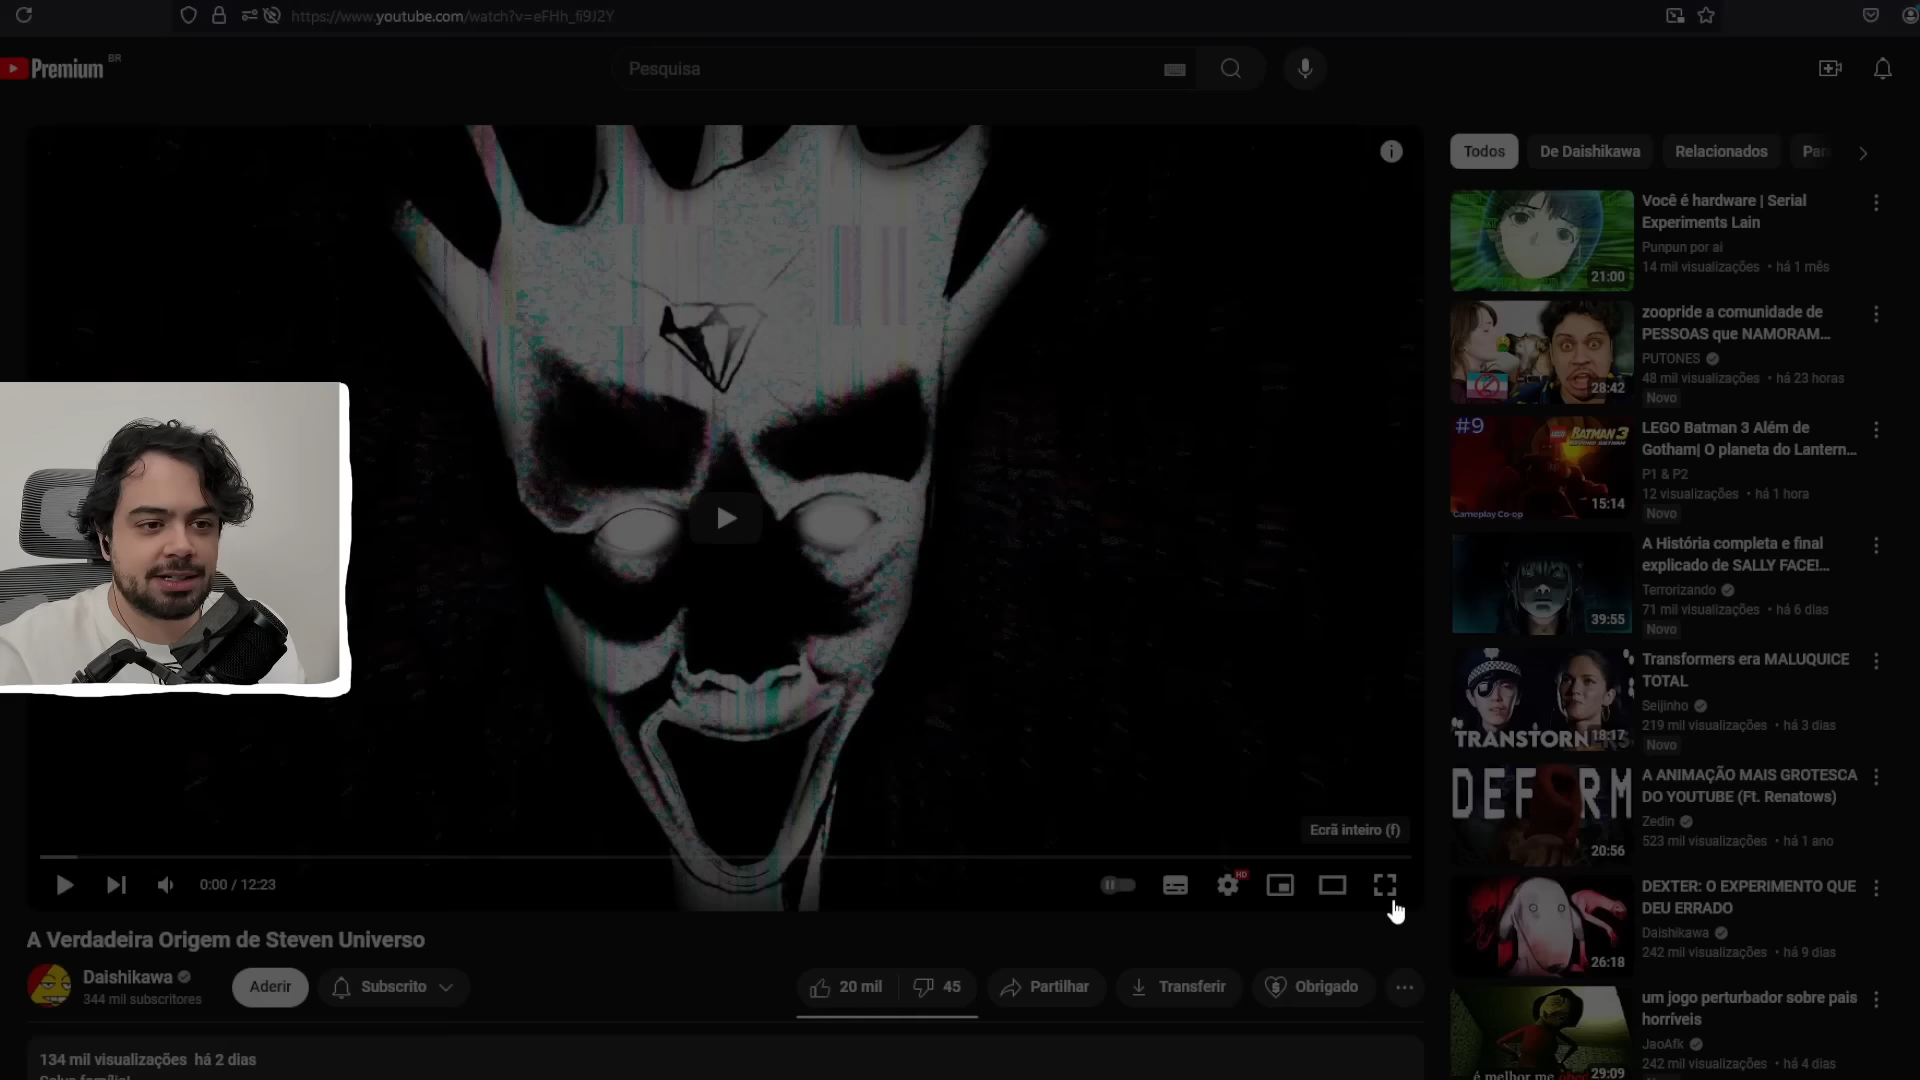 https://www.youtube.com/watch?v=eFHh_fi9J2Y
Premium BR
Pesquisa
Todos
De Daishikawa
Relacionados
Par
Você é hardware | Serial
Experiments Lain
Punpun por aí
14 mil visualizações • há 1 mês
21:00
zoopride a comunidade de
PESSOAS que NAMORAM...
PUTONES
48 mil visualizações • há 23 horas
Novo
28:42
#9
LEGO BATMAN 3
Gameplay Co-op
15:14
LEGO Batman 3 Além de
Gotham| O planeta do Lantern...
P1 & P2
12 visualizações • há 1 hora
Novo
A História completa e final
explicado de SALLY FACE!...
Terrorizando
71 mil visualizações • há 6 dias
Novo
39:55
Transformers era MALUQUICE
TOTAL
Seijinho
219 mil visualizações • há 3 dias
Novo
TRANSTORNERS
18:17
DEFORM
20:56
A ANIMAÇÃO MAIS GROTESCA
DO YOUTUBE (Ft. Renatows)
Zedin
523 mil visualizações • há 1 ano
DEXTER: O EXPERIMENTO QUE
DEU ERRADO
Daishikawa
242 mil visualizações • há 9 dias
26:18
um jogo perturbador sobre pais
horríveis
JaoAfk
242 mil visualizações • há 4 dias
é melhor me
29:09
Ecrã inteiro (f)
0:00 / 12:23
HD
A Verdadeira Origem de Steven Universo
Daishikawa
344 mil subscritores
Aderir
Subscrito
20 mil
45
Partilhar
Transferir
Obrigado
134 mil visualizações há 2 dias